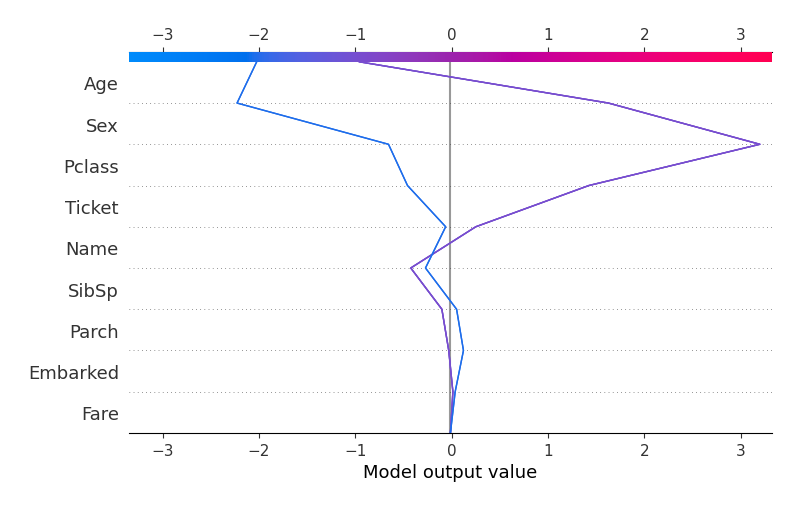 −3 −2 −1 0 1 2 3
Age
Sex
Pclass
Ticket
Name
SibSp
Parch
Embarked
Fare
−3 −2 −1 0 1 2 3
Model output value